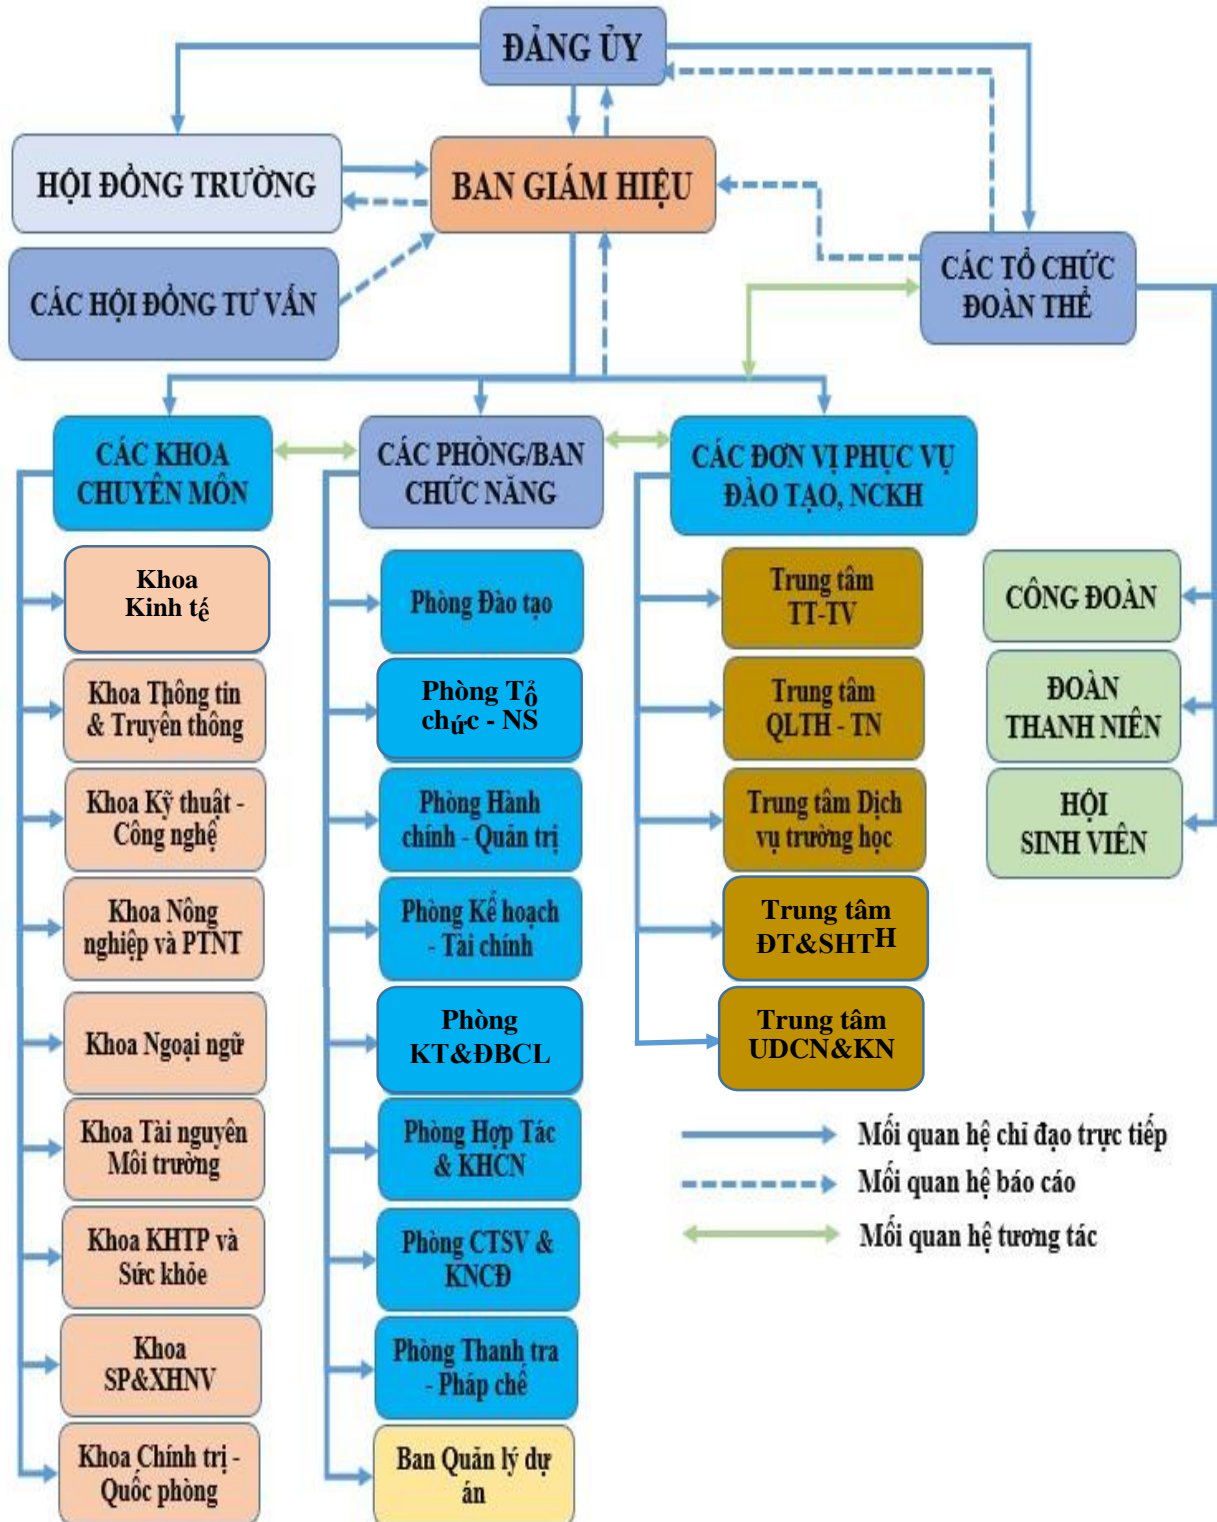 ĐẢNG ỦY
HỘI ĐỒNG TRƯỜNG
BAN GIÁM HIỆU
CÁC HỘI ĐỒNG TƯ VẤN
CÁC TỔ CHỨC
ĐOÀN THỂ
CÁC KHOA
CHUYÊN MÔN
CÁC PHÒNG/BAN
CHỨC NĂNG
CÁC ĐƠN VỊ PHỤC VỤ
ĐÀO TẠO, NCKH
Khoa
Kinh tế
Khoa Thông tin
& Truyền thông
Khoa Kỹ thuật -
Công nghệ
Khoa Nông
nghiệp và PTNT
Khoa Ngoại ngữ
Khoa Tài nguyên
Môi trường
Khoa KHTP và
Sức khỏe
Khoa
SP&XHNV
Khoa Chính trị -
Quốc phòng
Phòng Đào tạo
Phòng Tổ
chức - NS
Phòng Hành
chính - Quản trị
Phòng Kế hoạch
- Tài chính
Phòng
KT&ĐBCL
Phòng Hợp Tác
& KHCN
Phòng CTSV &
KNCĐ
Phòng Thanh tra
- Pháp chế
Ban Quản lý dự
án
Trung tâm
TT-TV
Trung tâm
QLTH - TN
Trung tâm Dịch
vụ trường học
Trung tâm
ĐT&SHTH
Trung tâm
UDCN&KN
CÔNG ĐOÀN
ĐOÀN
THANH NIÊN
HỘI
SINH VIÊN
Mối quan hệ chỉ đạo trực tiếp
Mối quan hệ báo cáo
Mối quan hệ tương tác